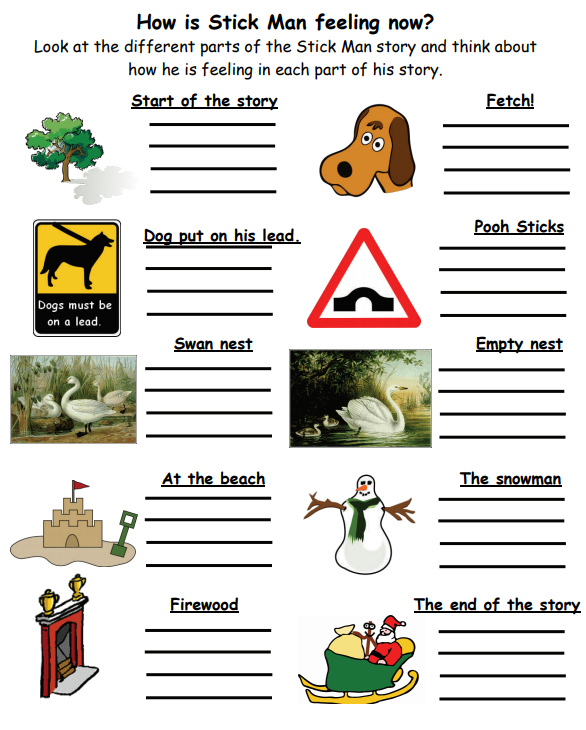 How is Stick Man feeling now?
Look at the different parts of the Stick Man story and think about
how he is feeling in each part of his story.
Start of the story
Fetch!
Dog put on his lead.
Dogs must be
on a lead.
Pooh Sticks
Swan nest
Empty nest
At the beach
The snowman
Firewood
The end of the story